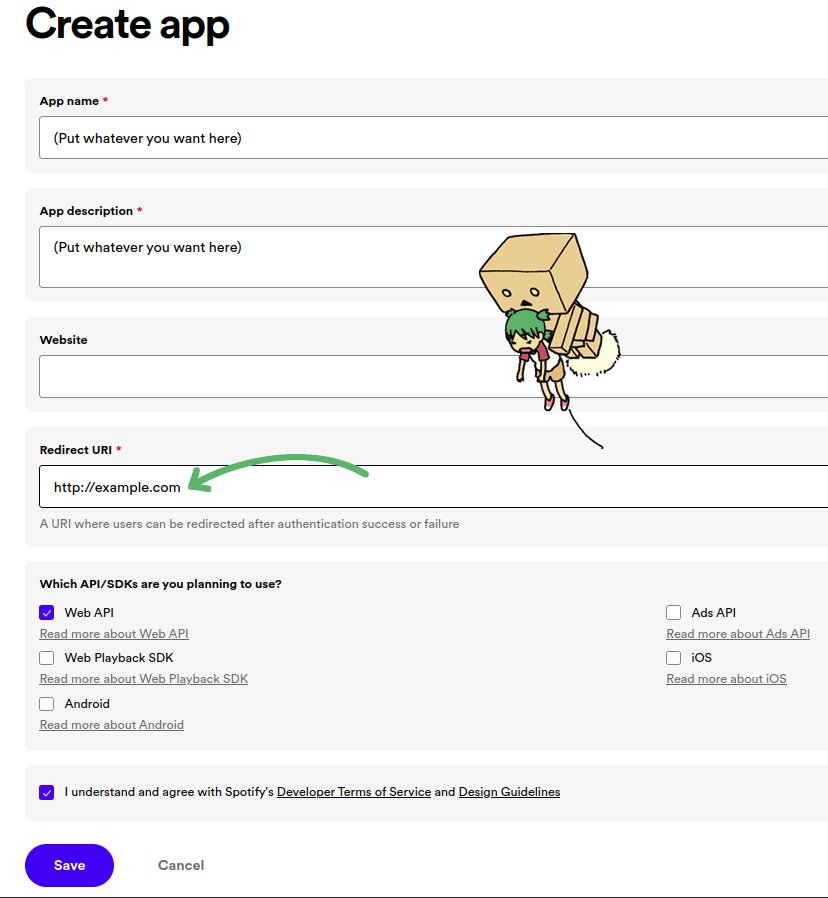 Create app
App name *
(Put whatever you want here)
App description *
(Put whatever you want here)
Website
Redirect URI *
http://example.com
A URI where users can be redirected after authentication success or failure
Which API/SDKs are you planning to use?
Web API
Read more about Web API
Web Playback SDK
Read more about Web Playback SDK
Android
Read more about Android
Ads API
Read more about Ads API
iOS
Read more about iOS
I understand and agree with Spotify's Developer Terms of Service and Design Guidelines
Save Cancel